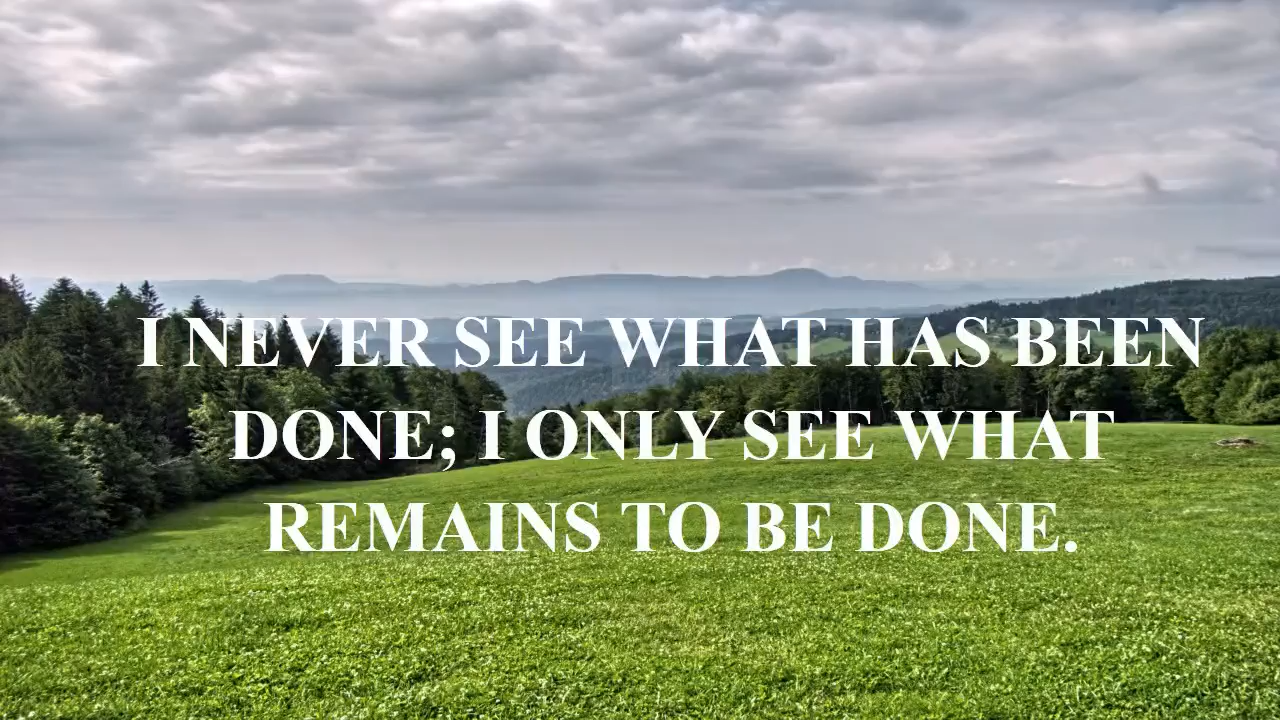 I NEVER SEE WHAT HAS BEEN
DONE; I ONLY SEE WHAT
REMAINS TO BE DONE.